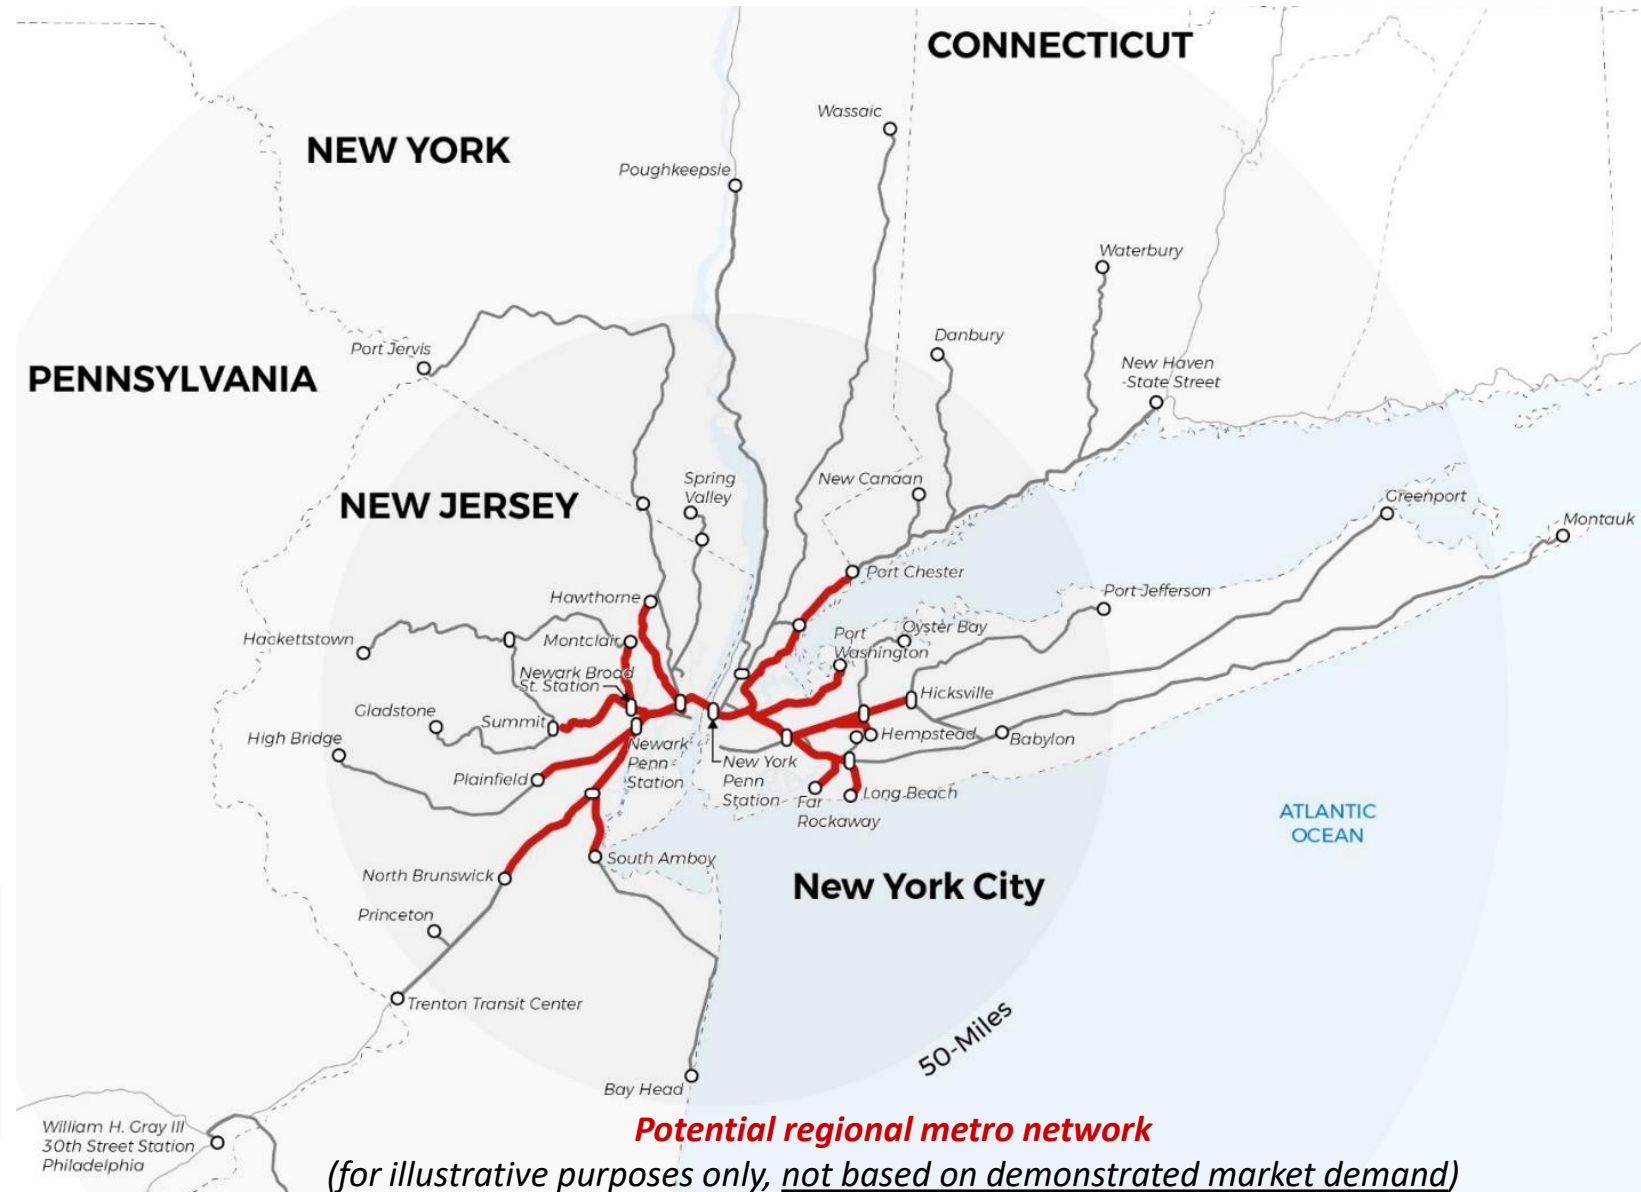 CONNECTICUT
Wassaic
NEW YORK
Poughkeepsie
Waterbury
Danbury
Port Jervis
New Haven
-State Street
PENNSYLVANIA
Spring
Valley
New Canaan
NEW JERSEY
Greenport
Montauk
Port Chester
Hawthorne
Port Jefferson
Hackettstown
Montclair
Port
Washington
Oyster Bay
Newark Broad
St. Station
Hicksville
Gladstone
Summit
High Bridge
Hempstead
Babylon
Newark
Penn
Station
New York
Penn
Station
Plainfield
Far
Rockaway
Long Beach
ATLANTIC
OCEAN
South Amboy
North Brunswick
New York City
Princeton
Trenton Transit Center
50-Miles
Bay Head
William H. Gray III
30th Street Station
Philadelphia
Potential regional metro network
(for illustrative purposes only, not based on demonstrated market demand)